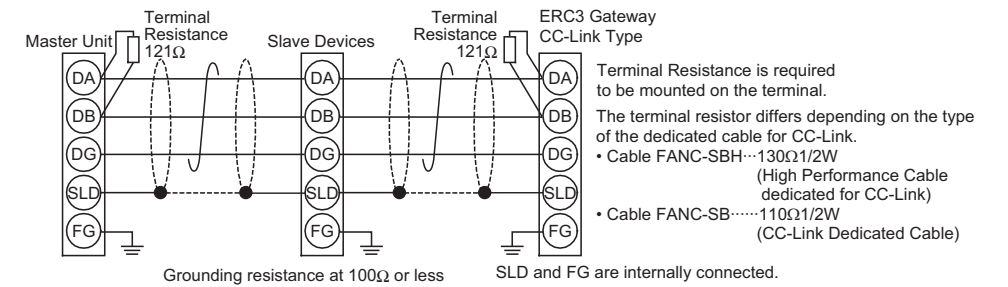 Terminal
Resistance
121Ω
Master Unit
Slave Devices
Terminal
Resistance
121Ω
ERC3 Gateway
CC-Link Type
DA
DB
DG
SLD
FG
DA
DB
DG
SLD
FG
DA
DB
DG
SLD
FG
Terminal Resistance is required
to be mounted on the terminal.
The terminal resistor differs depending on the type
of the dedicated cable for CC-Link.
• Cable FANC-SBH···130Ω1/2W
(High Performance Cable
dedicated for CC-Link)
• Cable FANC-SB······110Ω1/2W
(CC-Link Dedicated Cable)
Grounding resistance at 100Ω or less
SLD and FG are internally connected.